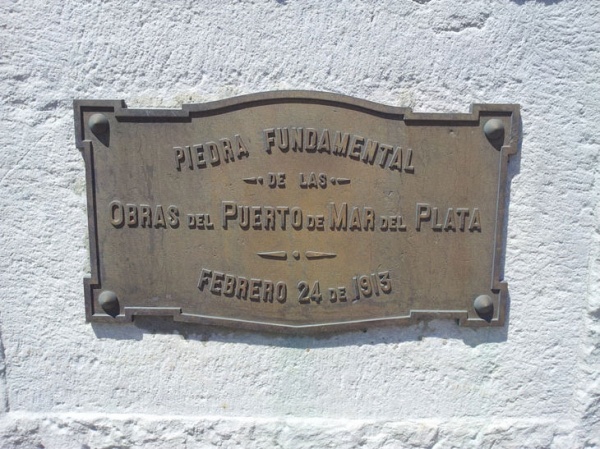 PIEDRA FUNDAMENTAL
DE LAS
OBRAS DEL PUERTO DE MAR DEL PLATA
FEBRERO 24 DE 1913